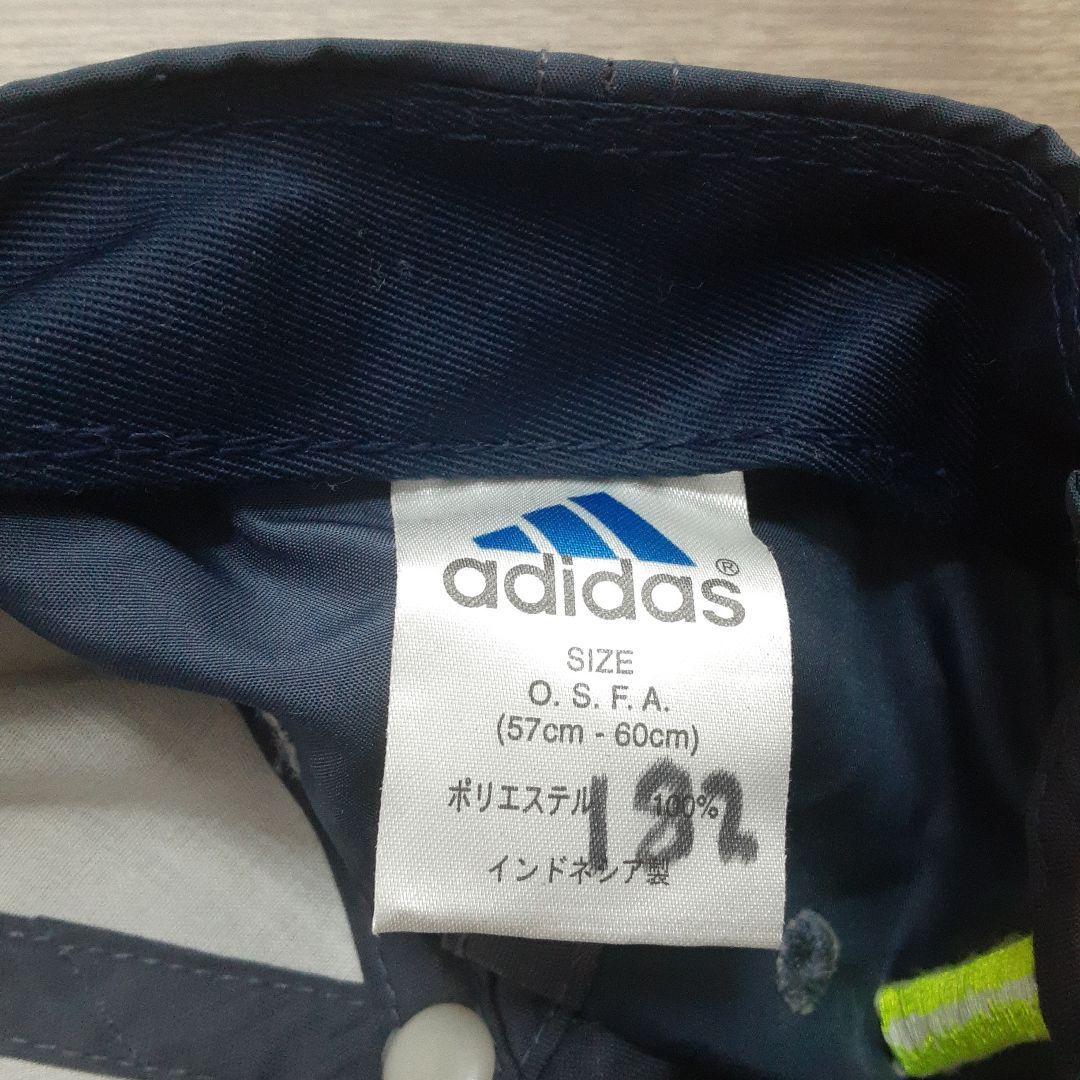 adidas®
SIZE
O. S. F. A.
(57cm - 60cm)
ポリエステル 100%
132
インドネシア製